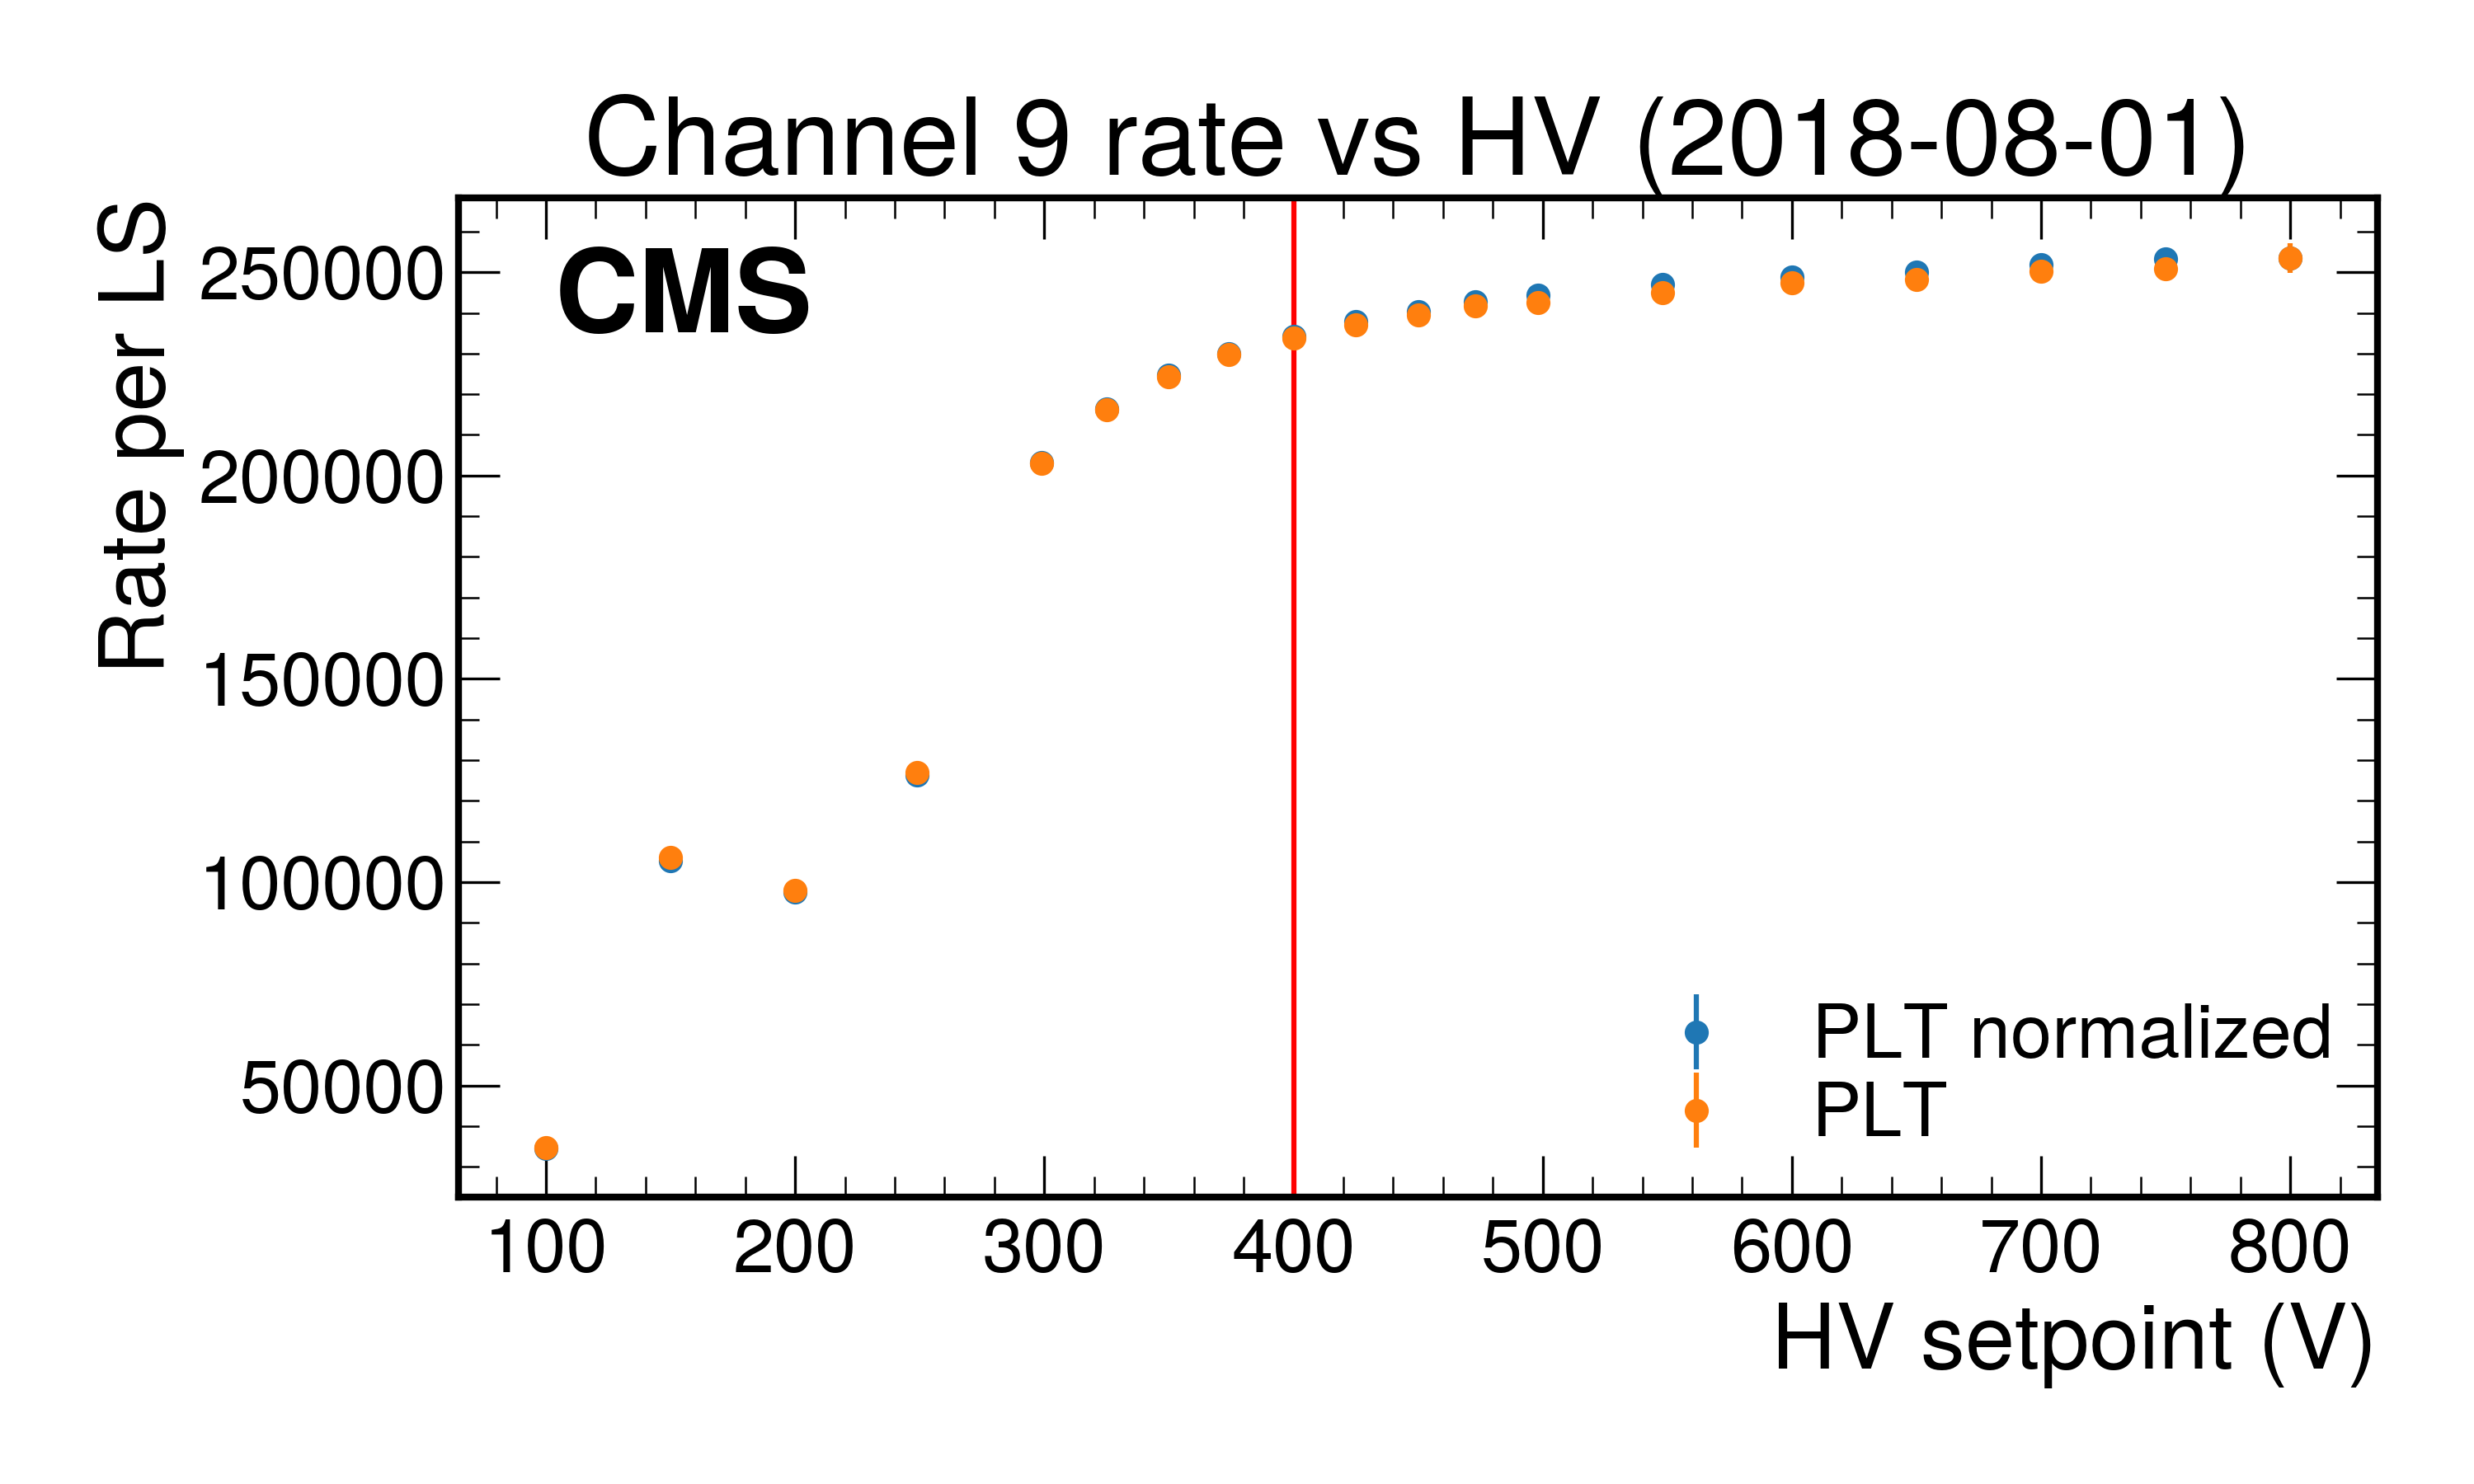 Channel 9 rate vs HV (2018-08-01)
CMS
Rate per LS
250000
200000
150000
100000
50000
PLT normalized
PLT
100 200 300 400 500 600 700 800
HV setpoint (V)